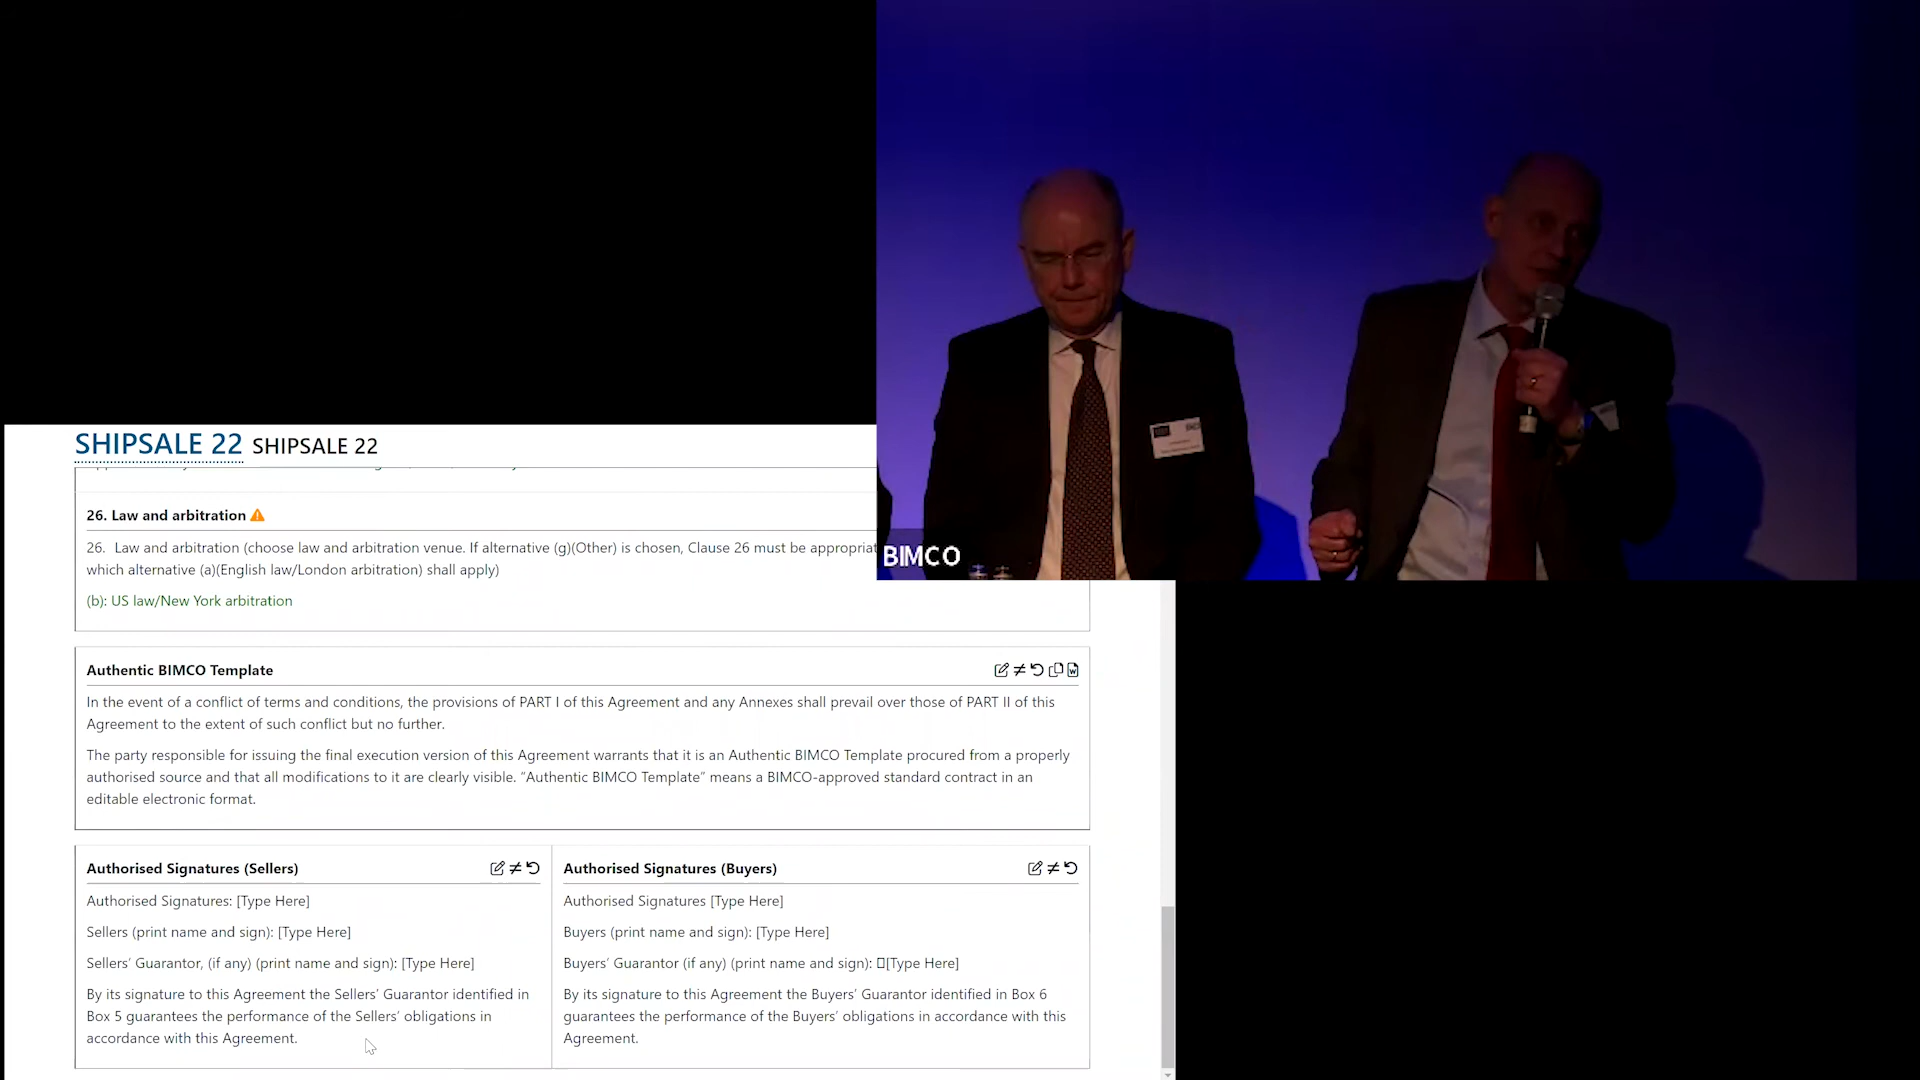 SHIPSALE 22 SHIPSALE 22
26. Law and arbitration
26. Law and arbitration (choose law and arbitration venue. If alternative (g)(Other) is chosen, Clause 26 must be
which alternative (a)(English law/London arbitration) shall apply)
(b): US law/New York arbitration
BIMCO
Authentic BIMCO Template
In the event of a conflict of terms and conditions, the provisions of PART I of this Agreement and any Annexes shall prevail over those of PART II of this
Agreement to the extent of such conflict but no further.
The party responsible for issuing the final execution version of this Agreement warrants that it is an Authentic BIMCO Template procured from a properly
authorised source and that all modifications to it are clearly visible. “Authentic BIMCO Template” means a BIMCO-approved standard contract in an
editable electronic format.
Authorised Signatures (Sellers)
Authorised Signatures: [Type Here]
Sellers (print name and sign): [Type Here]
Sellers’ Guarantor, (if any) (print name and sign): [Type Here]
By its signature to this Agreement the Sellers’ Guarantor identified in
Box 5 guarantees the performance of the Sellers’ obligations in
accordance with this Agreement.
Authorised Signatures (Buyers)
Authorised Signatures [Type Here]
Buyers (print name and sign): [Type Here]
Buyers’ Guarantor (if any) (print name and sign): [Type Here]
By its signature to this Agreement the Buyers’ Guarantor identified in Box 6
guarantees the performance of the Buyers’ obligations in accordance with this
Agreement.